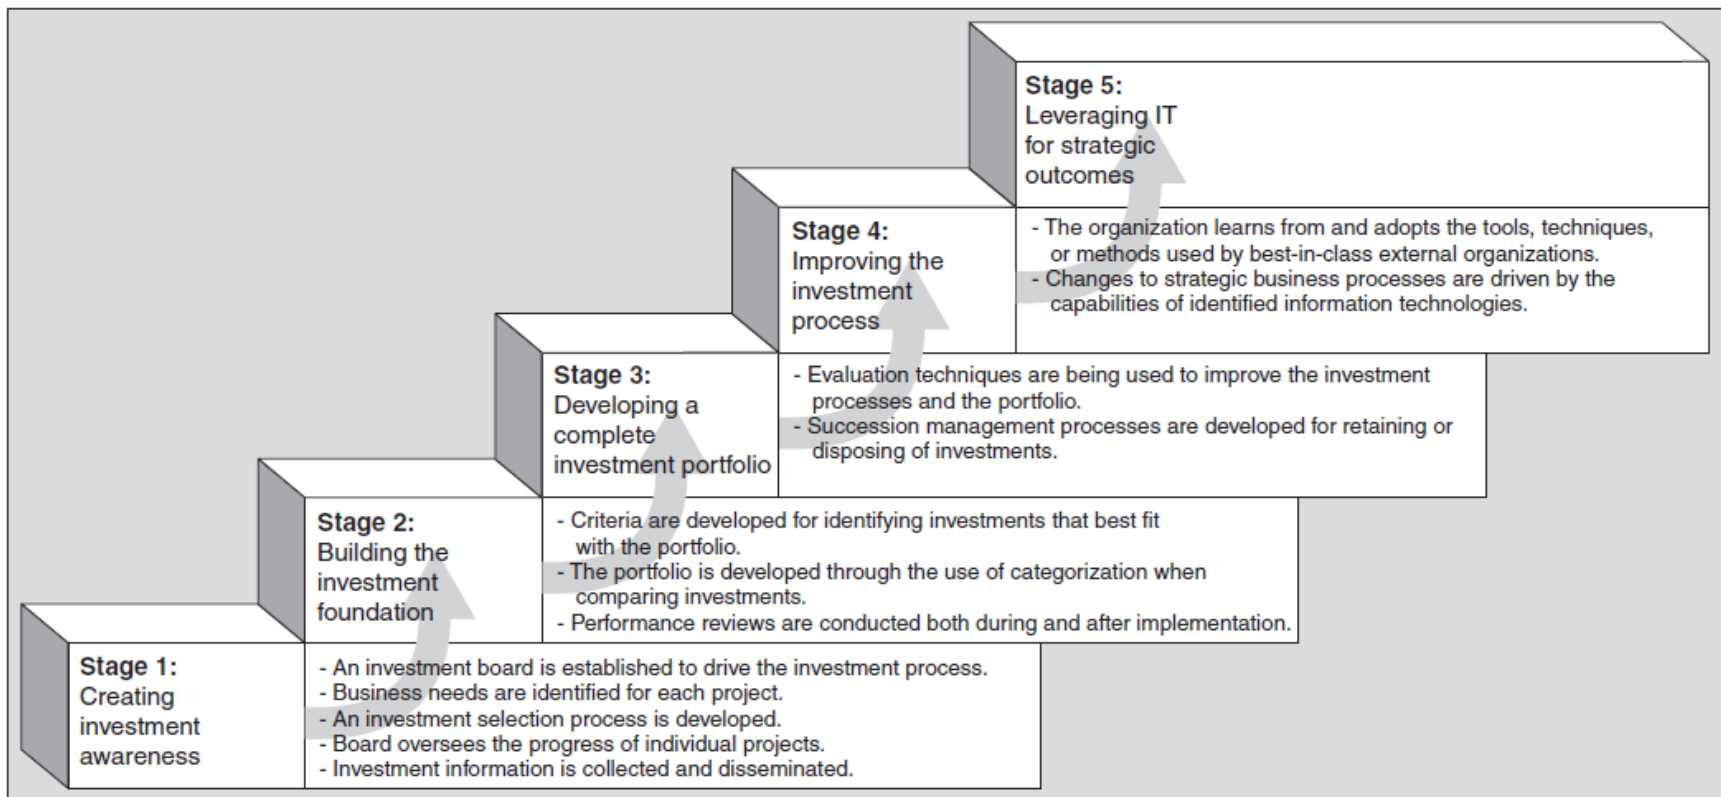 Stage 5:
Leveraging IT
for strategic
outcomes
- The organization learns from and adopts the tools, techniques,
or methods used by best-in-class external organizations.
- Changes to strategic business processes are driven by the
capabilities of identified information technologies.
Stage 4:
Improving the
investment
process
- Evaluation techniques are being used to improve the investment
processes and the portfolio.
- Succession management processes are developed for retaining or
disposing of investments.
Stage 3:
Developing a
complete
investment portfolio
- Criteria are developed for identifying investments that best fit
with the portfolio.
- The portfolio is developed through the use of categorization when
comparing investments.
- Performance reviews are conducted both during and after implementation.
Stage 2:
Building the
investment
foundation
- An investment board is established to drive the investment process.
- Business needs are identified for each project.
- An investment selection process is developed.
- Board oversees the progress of individual projects.
- Investment information is collected and disseminated.
Stage 1:
Creating
investment
awareness